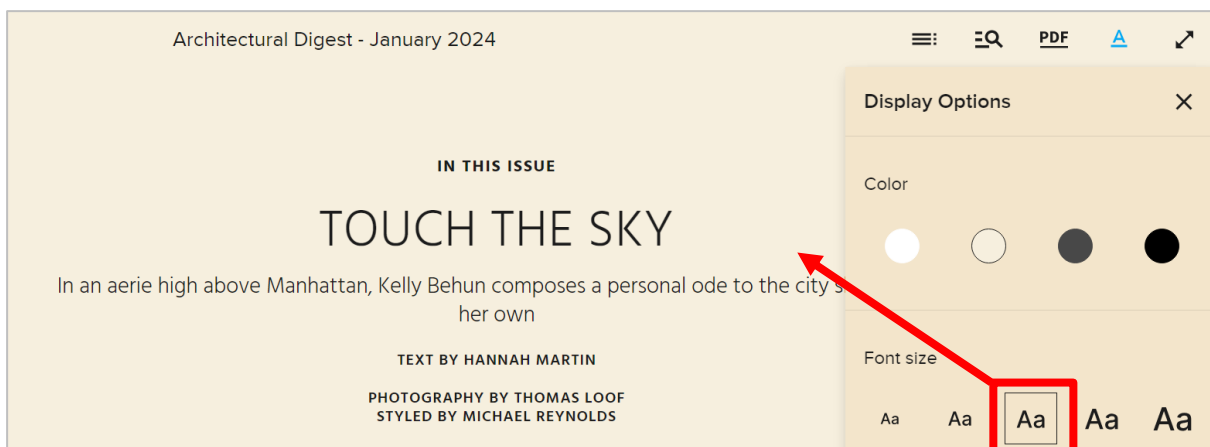 Architectural Digest - January 2024
PDF
A
Display Options
IN THIS ISSUE
Color
TOUCH THE SKY
In an aerie high above Manhattan, Kelly Behun composes a personal ode to the city s
her own
Font size
TEXT BY HANNAH MARTIN
PHOTOGRAPHY BY THOMAS LOOF
STYLED BY MICHAEL REYNOLDS
Aa Aa Aa Aa Aa